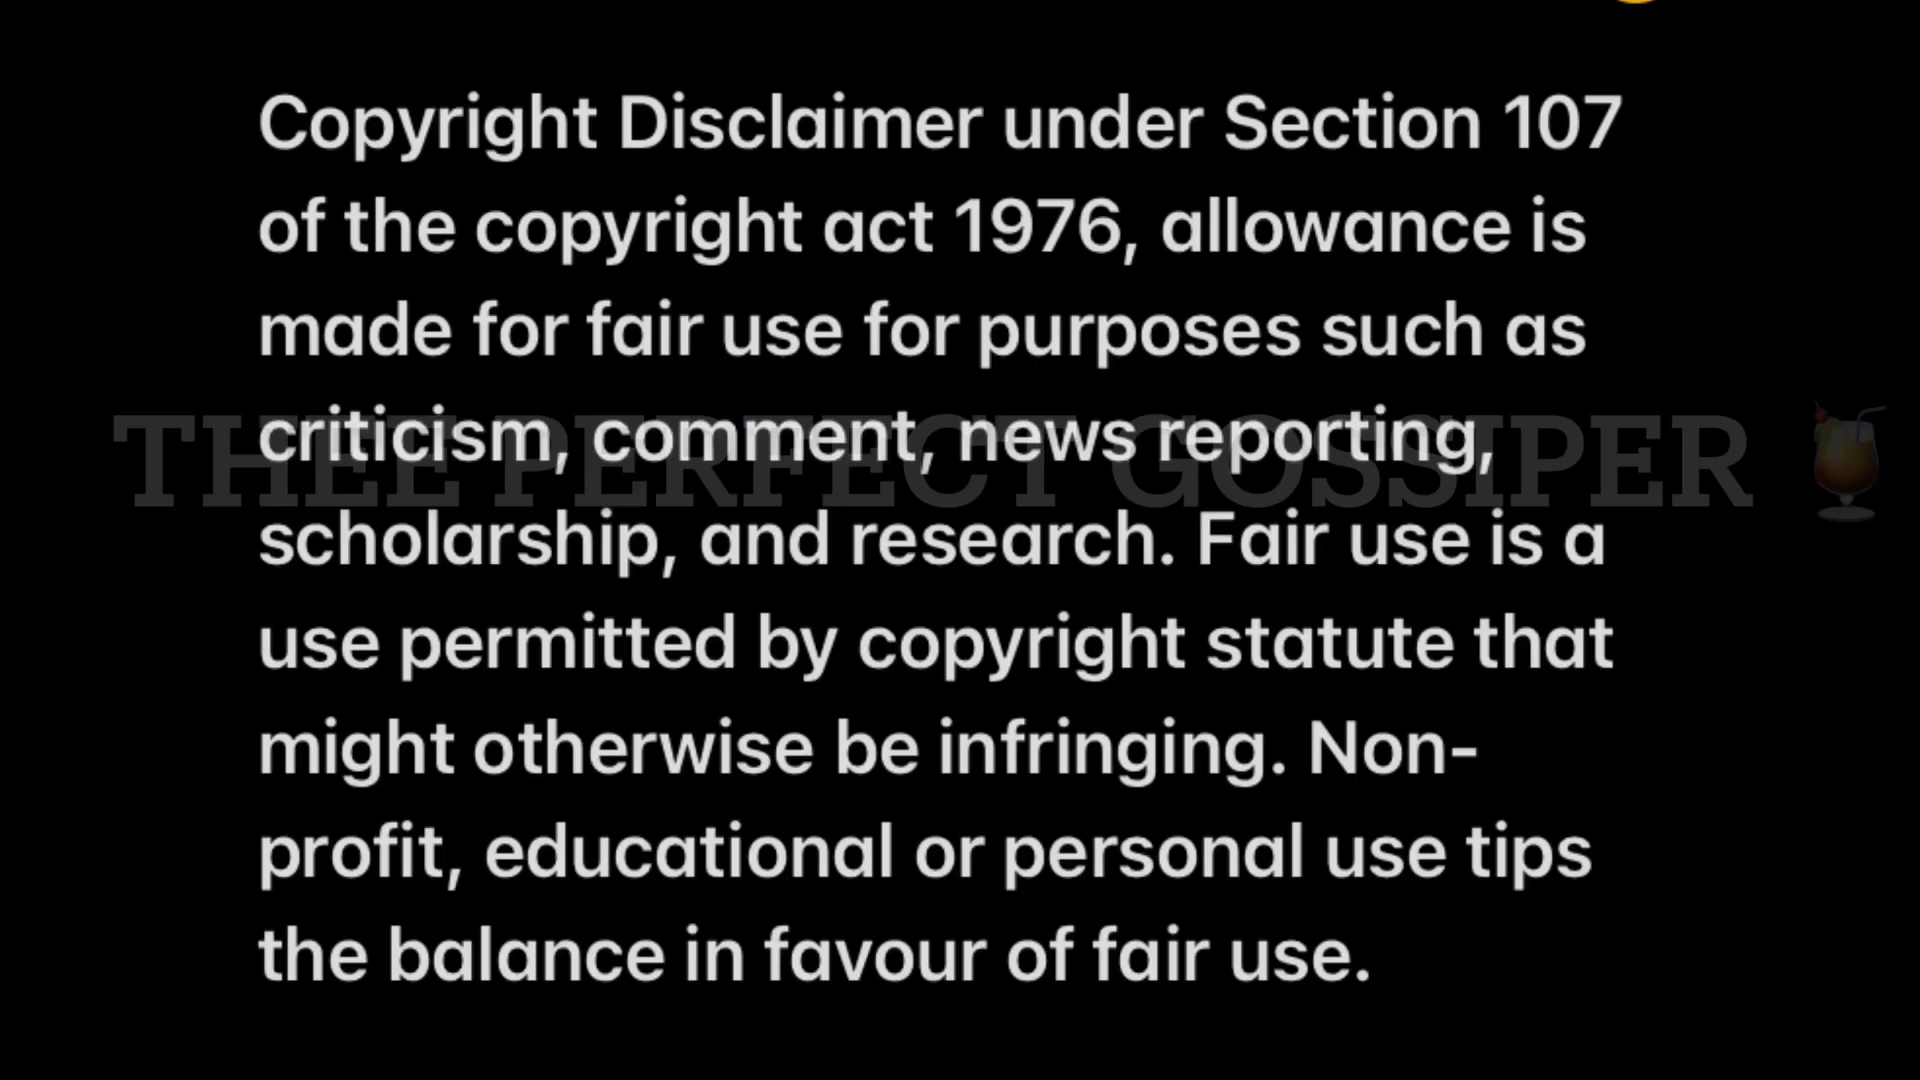 Copyright Disclaimer under Section 107
of the copyright act 1976, allowance is
made for fair use for purposes such as
criticism, comment, news reporting,
THEE PERFECT GOSSIPER
scholarship, and research. Fair use is a
use permitted by copyright statute that
might otherwise be infringing. Non-
profit, educational or personal use tips
the balance in favour of fair use.